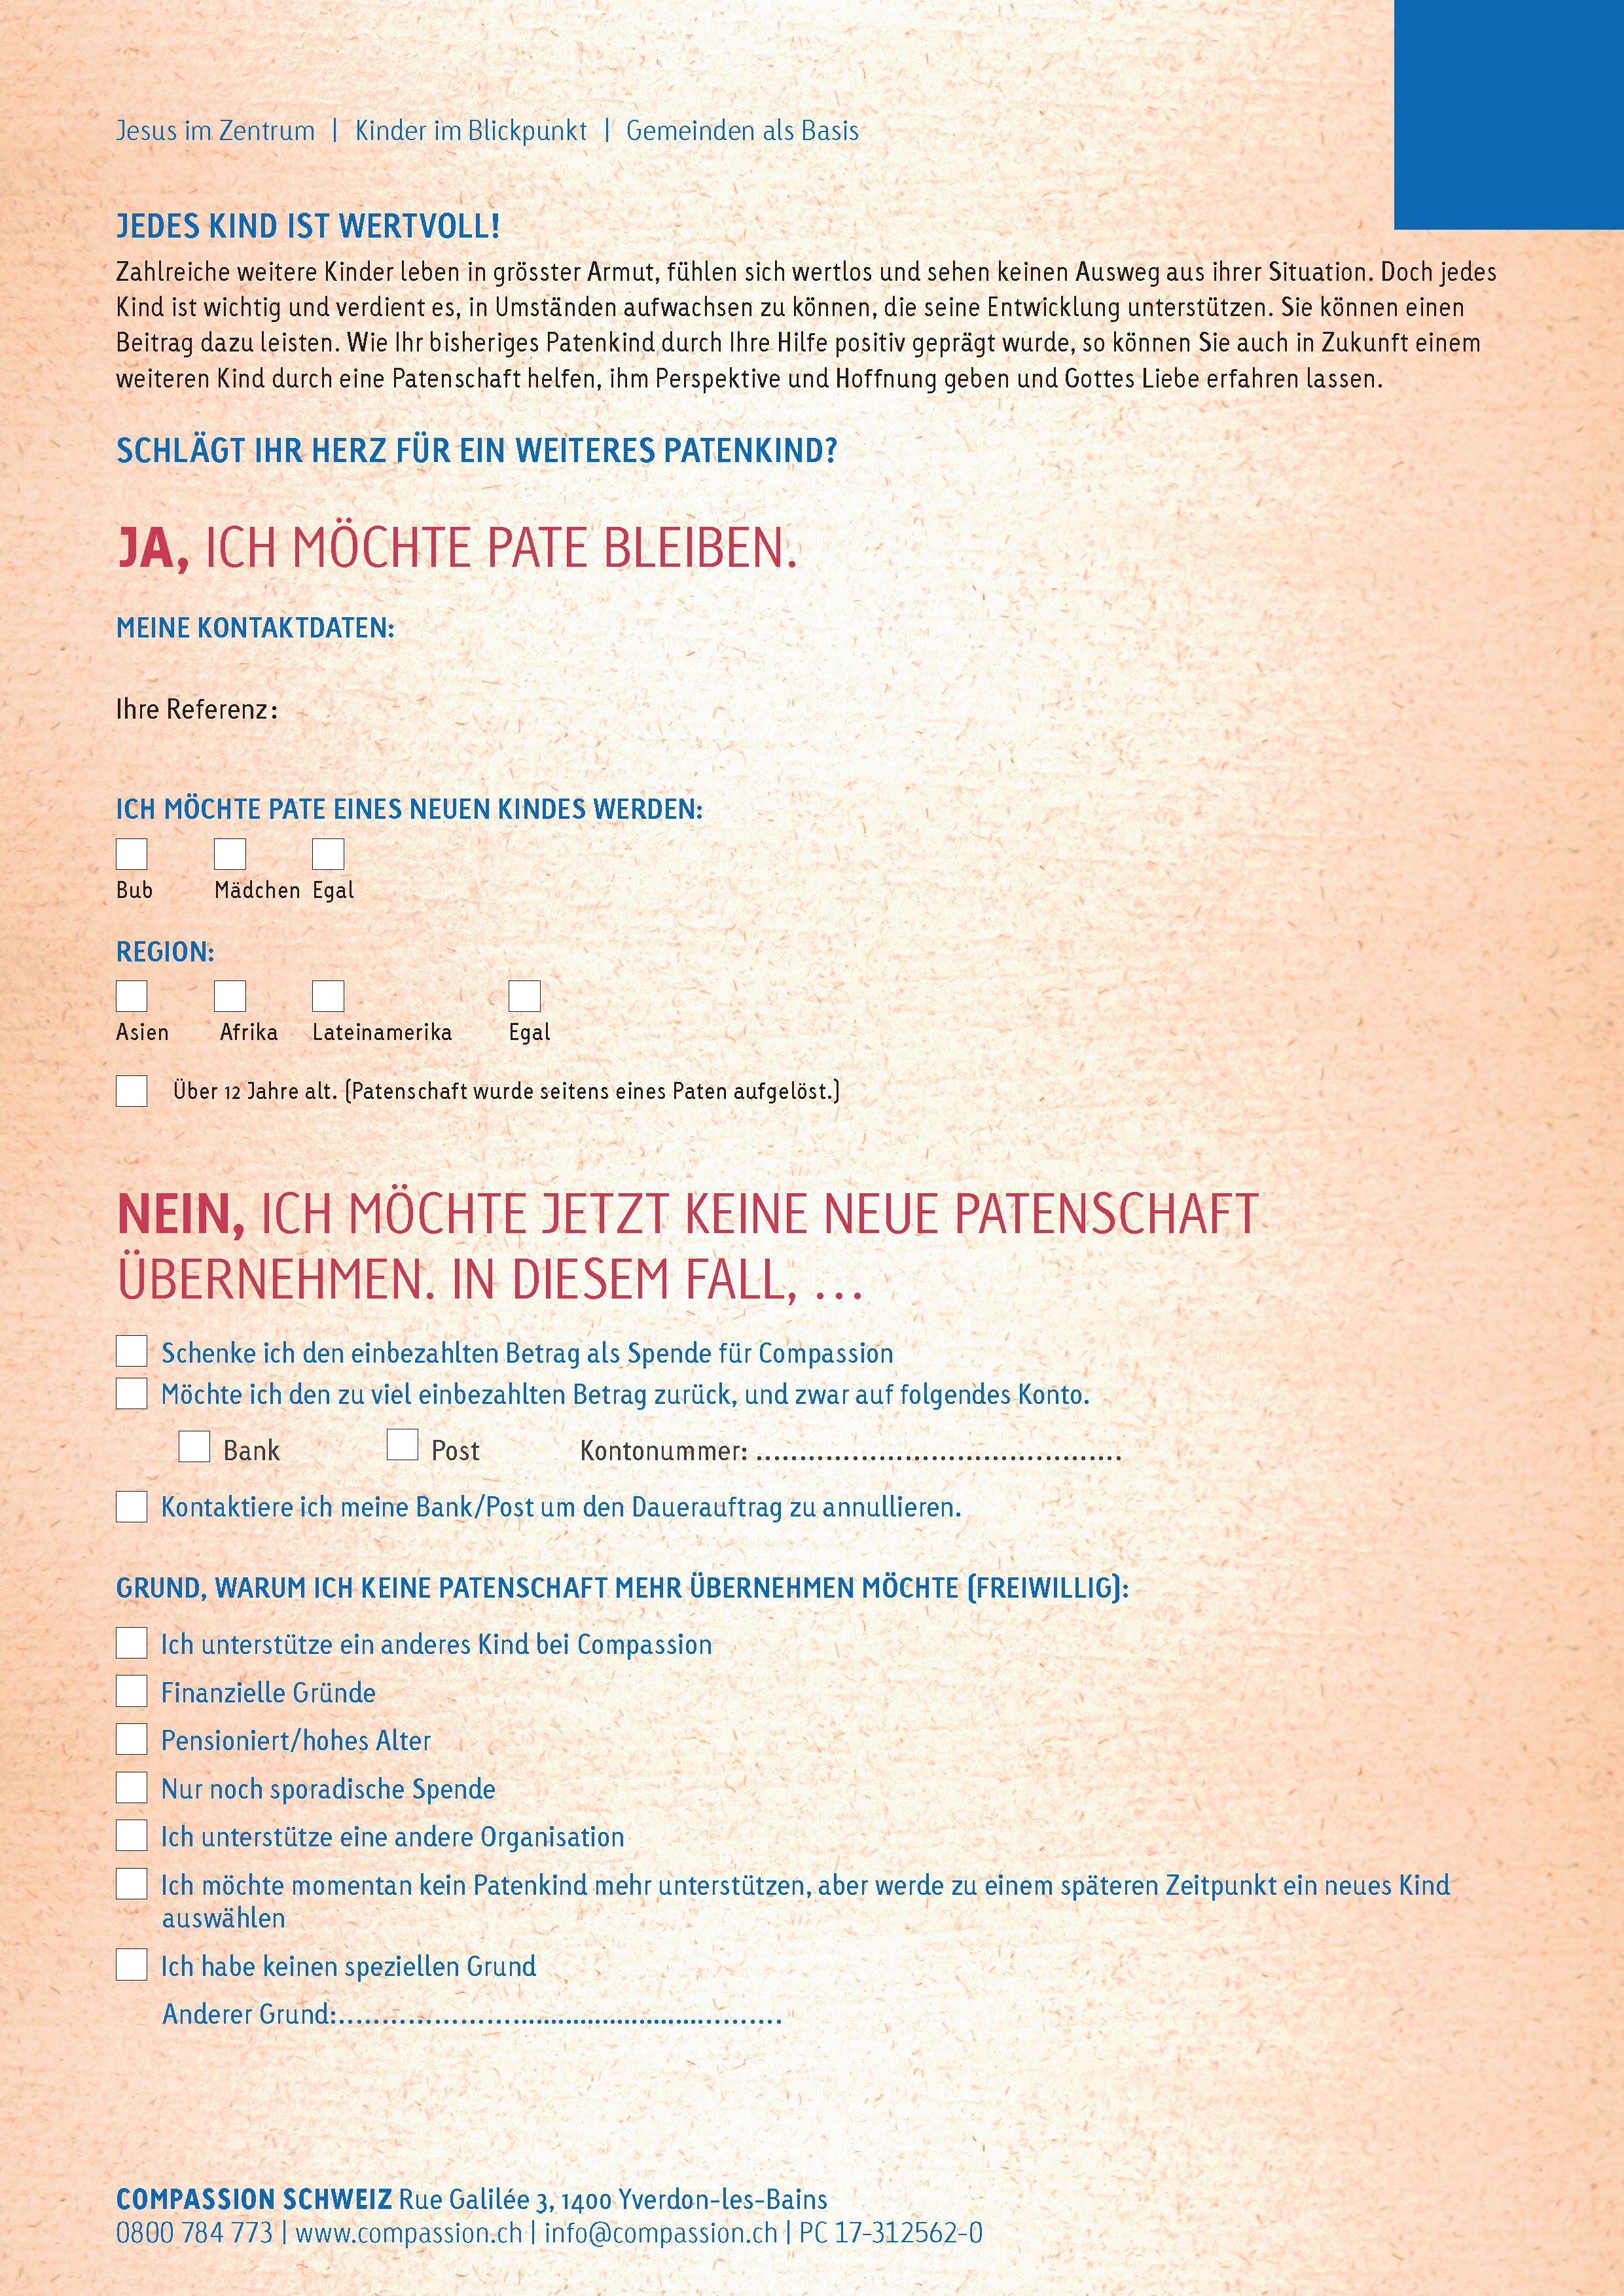 Jesus im Zentrum | Kinder im Blickpunkt | Gemeinden als Basis
JEDES KIND IST WERTVOLL!
Zahlreiche weitere Kinder leben in grösster Armut, fühlen sich wertlos und sehen keinen Ausweg aus ihrer Situation. Doch jedes
Kind ist wichtig und verdient es, in Umständen aufwachsen zu können, die seine Entwicklung unterstützen. Sie können einen
Beitrag dazu leisten. Wie Ihr bisheriges Patenkind durch Ihre Hilfe positiv geprägt wurde, so können Sie auch in Zukunft einem
weiteren Kind durch eine Patenschaft helfen, ihm Perspektive und Hoffnung geben und Gottes Liebe erfahren lassen.
SCHLÄGT IHR HERZ FÜR EIN WEITERES PATENKIND?
JA, ICH MÖCHTE PATE BLEIBEN.
MEINE KONTAKTDATEN:
Ihre Referenz:
ICH MÖCHTE PATE EINES NEUEN KINDES WERDEN:
Bub Mädchen Egal
REGION:
Asien Afrika Lateinamerika Egal
Über 12 Jahre alt. (Patenschaft wurde seitens eines Paten aufgelöst.)
NEIN, ICH MÖCHTE JETZT KEINE NEUE PATENSCHAFT
ÜBERNEHMEN. IN DIESEM FALL, ...
Schenke ich den einbezahlten Betrag als Spende für Compassion
Möchte ich den zu viel einbezahlten Betrag zurück, und zwar auf folgendes Konto.
Bank Post Kontonummer: ..........................................
Kontaktiere ich meine Bank/Post um den Dauerauftrag zu annullieren.
GRUND, WARUM ICH KEINE PATENSCHAFT MEHR ÜBERNEHMEN MÖCHTE (FREIWILLIG):
Ich unterstütze ein anderes Kind bei Compassion
Finanzielle Gründe
Pensioniert/hohes Alter
Nur noch sporadische Spende
Ich unterstütze eine andere Organisation
Ich möchte momentan kein Patenkind mehr unterstützen, aber werde zu einem späteren Zeitpunkt ein neues Kind
auswählen
Ich habe keinen speziellen Grund
Anderer Grund:......................................................
COMPASSION SCHWEIZ Rue Galilée 3, 1400 Yverdon-les-Bains
0800 784 773 | www.compassion.ch | info@compassion.ch | PC 17-312562-0